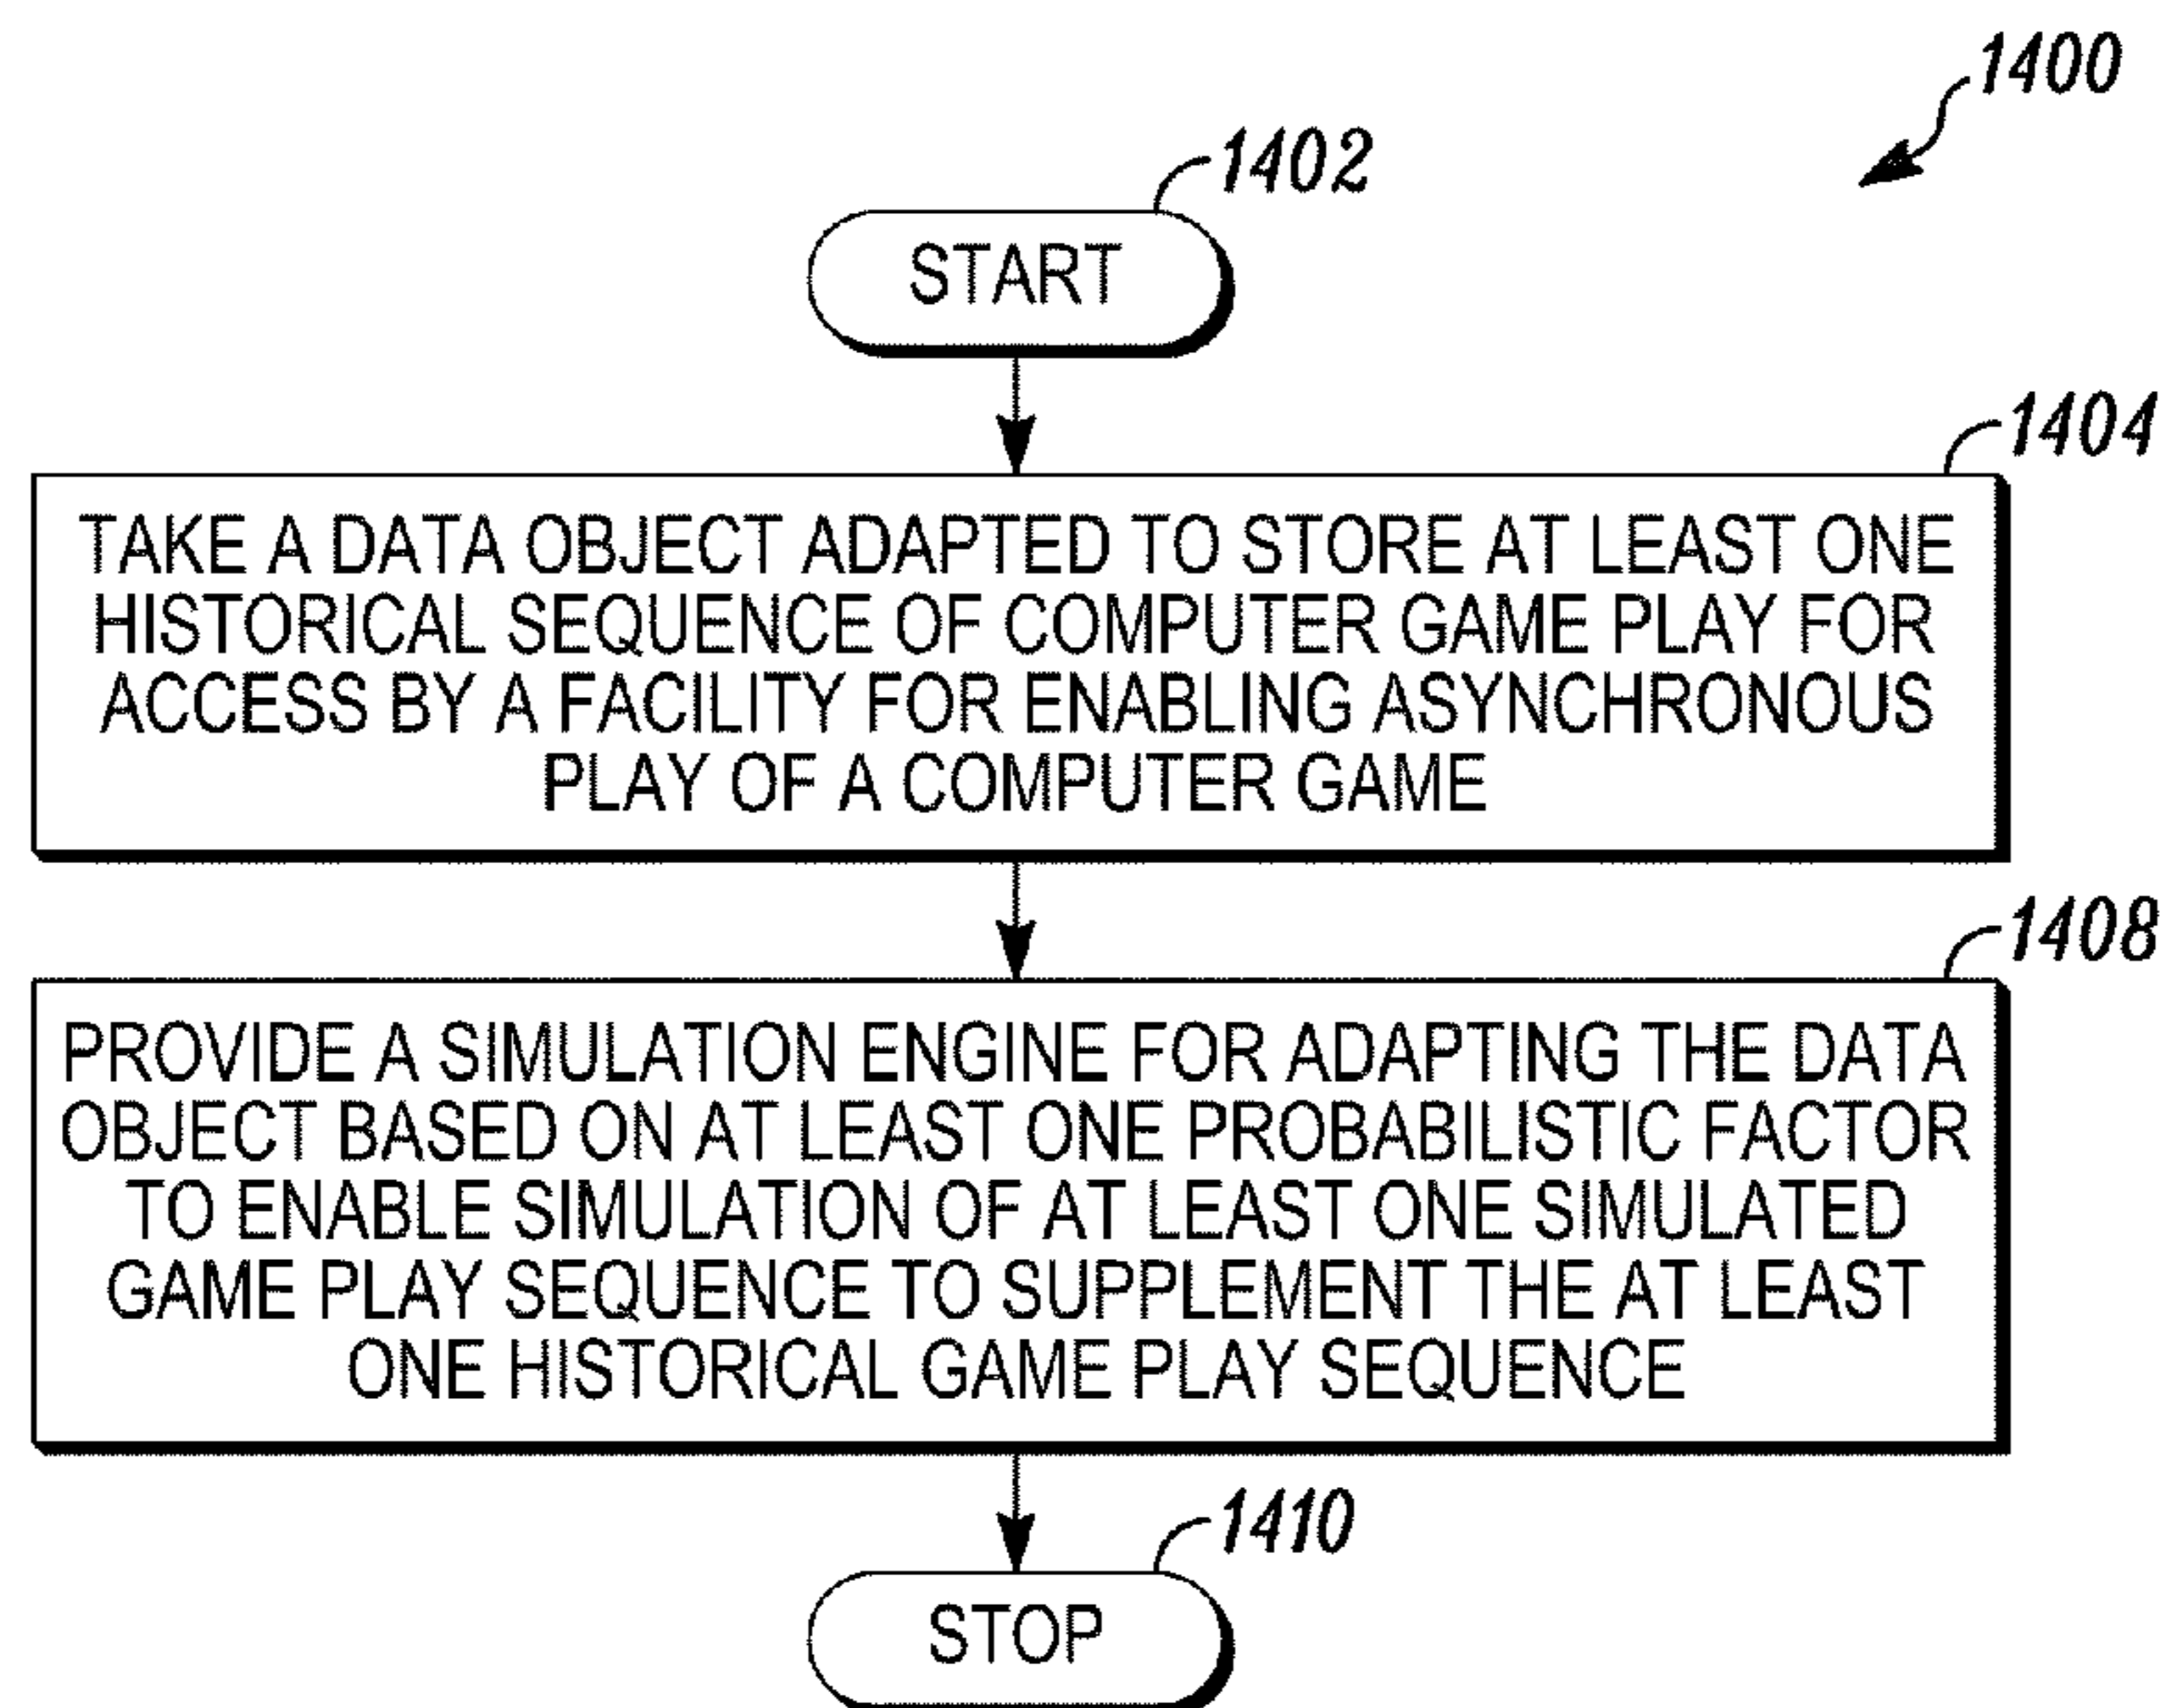 1400
1402
START
1404
TAKE A DATA OBJECT ADAPTED TO STORE AT LEAST ONE
HISTORICAL SEQUENCE OF COMPUTER GAME PLAY FOR
ACCESS BY A FACILITY FOR ENABLING ASYNCHRONOUS
PLAY OF A COMPUTER GAME
1408
PROVIDE A SIMULATION ENGINE FOR ADAPTING THE DATA
OBJECT BASED ON AT LEAST ONE PROBABILISTIC FACTOR
TO ENABLE SIMULATION OF AT LEAST ONE SIMULATED
GAME PLAY SEQUENCE TO SUPPLEMENT THE AT LEAST
ONE HISTORICAL GAME PLAY SEQUENCE
1410
STOP